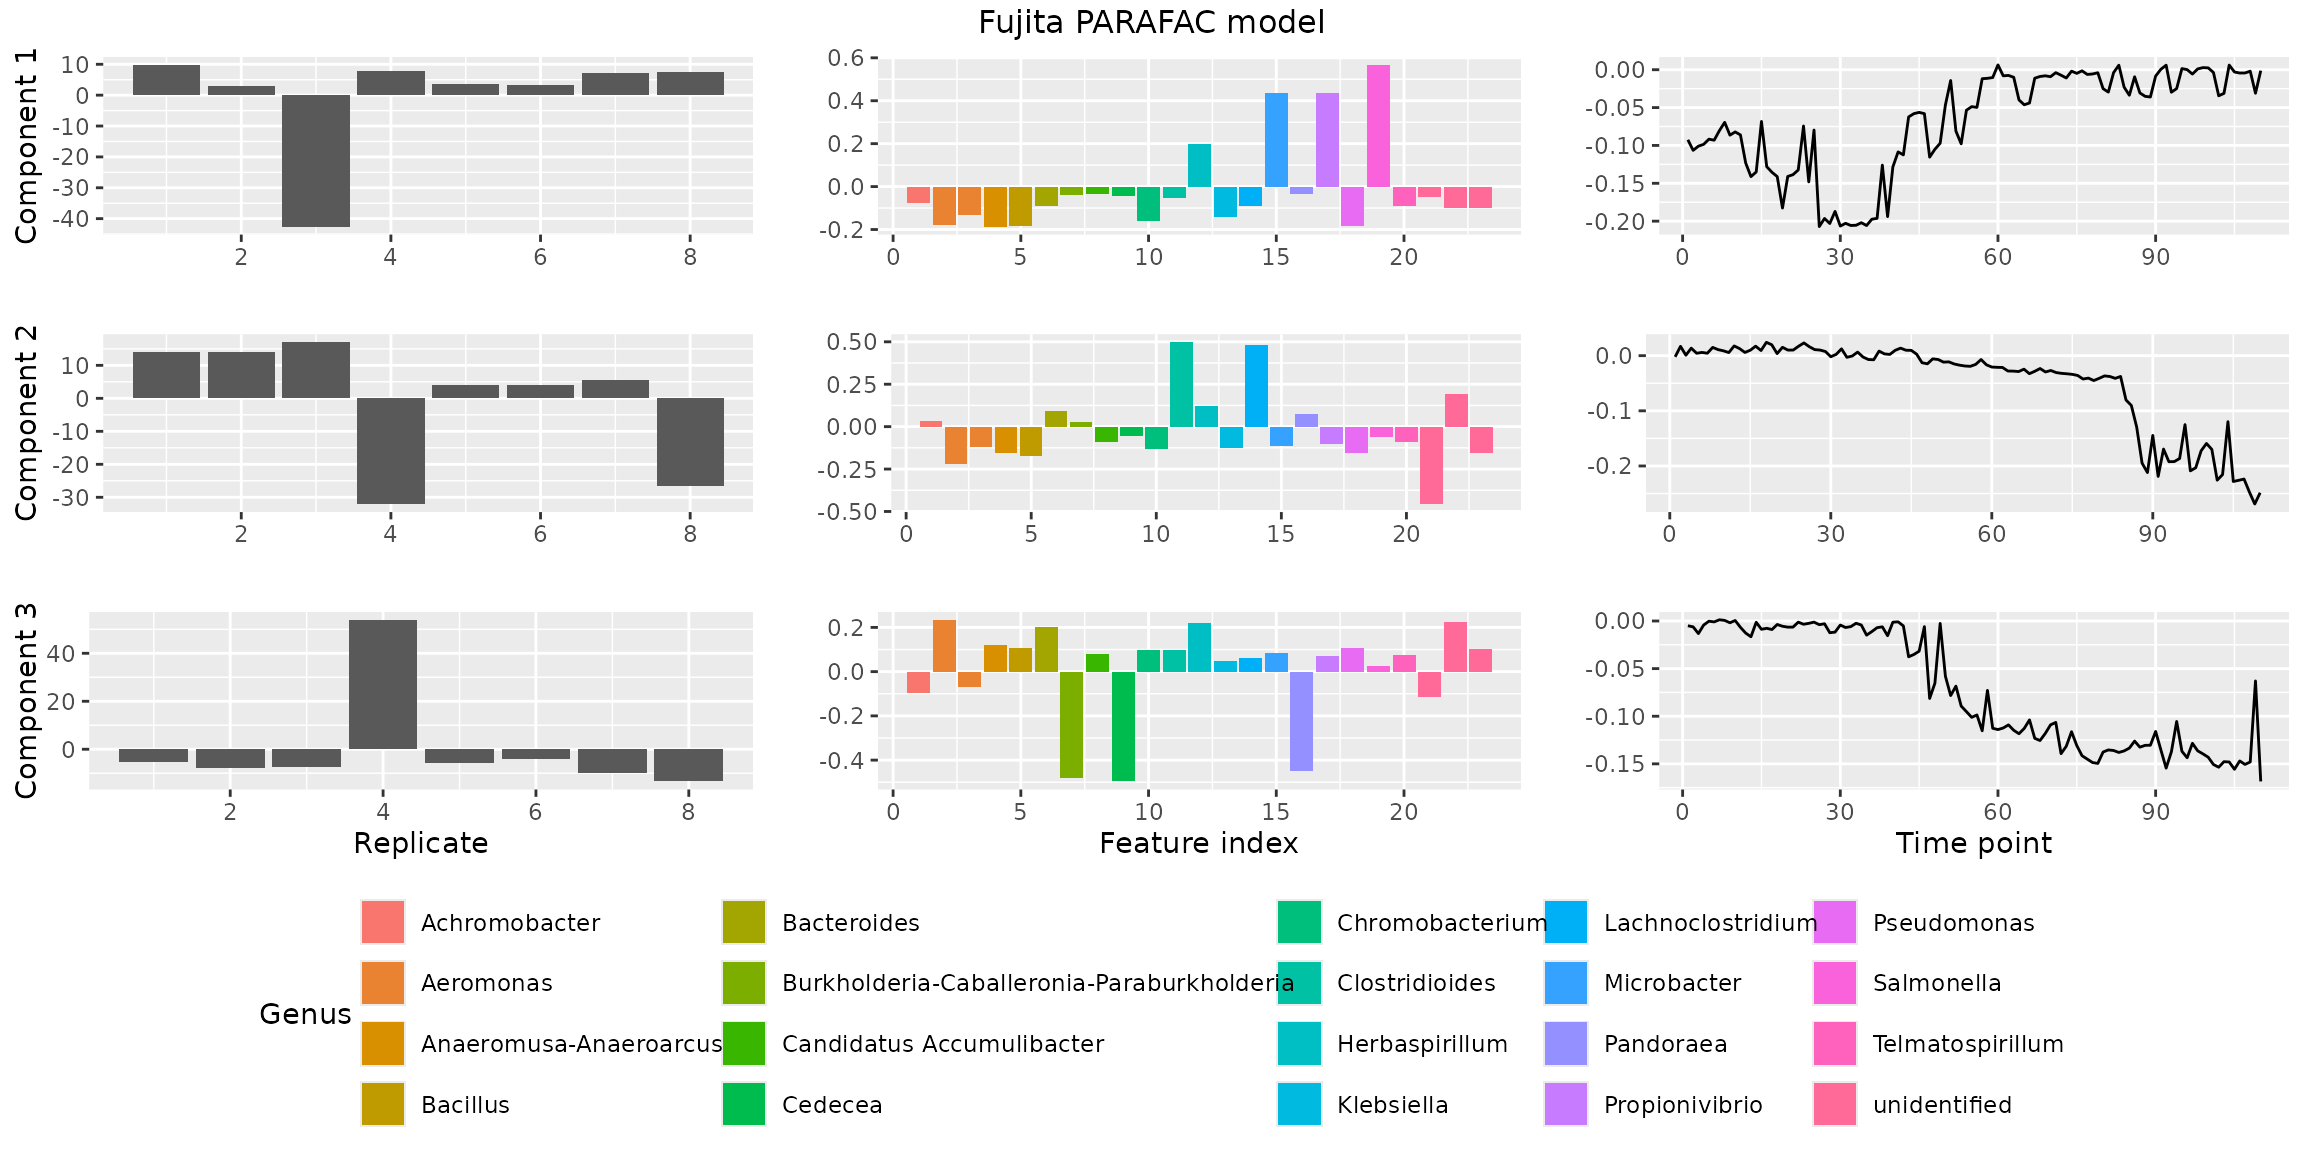 Fujita PARAFAC model
Component 1
10
0
-10
-20
-30
-40
2 4 6 8
0.6
0.4
0.2
0.0
-0.2
0 5 10 15 20
0.00
-0.05
-0.10
-0.15
-0.20
0 30 60 90
Component 2
10
0
-10
-20
-30
2 4 6 8
0.50
0.25
0.00
-0.25
-0.50
0 5 10 15 20
0.0
-0.1
-0.2
0 30 60 90
Component 3
40
20
0
2 4 6 8
Replicate
0.2
0.0
-0.2
-0.4
0 5 10 15 20
Feature index
0.00
-0.05
-0.10
-0.15
0 30 60 90
Time point
Genus
Achromobacter
Aeromonas
Anaeromusa-Anaeroarcus
Bacillus
Bacteroides
Burkholderia-Caballeronia-Paraburkholderia
Candidatus Accumulibacter
Cedecea
Chromobacterium
Clostridioides
Herbaspirillum
Klebsiella
Lachnoclostridium
Microbacter
Pandoraea
Propionivibrio
Pseudomonas
Salmonella
Telmatospirillum
unidentified